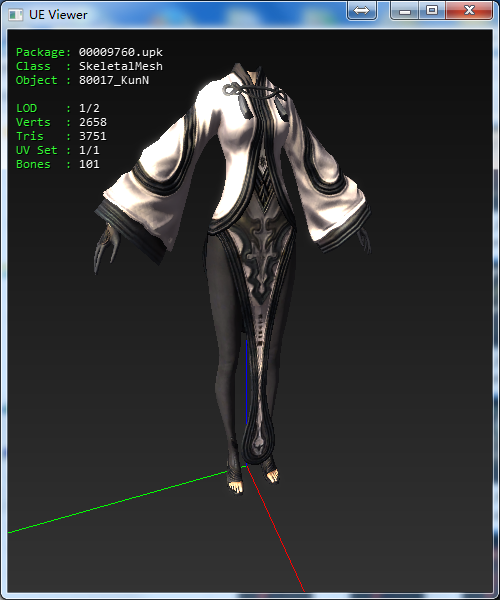 UE Viewer
Package: 00009760.upk
Class  : SkeletalMesh
Object : 80017_KunN
LOD    : 1/2
Verts  : 2658
Tris   : 3751
UV Set : 1/1
Bones  : 101